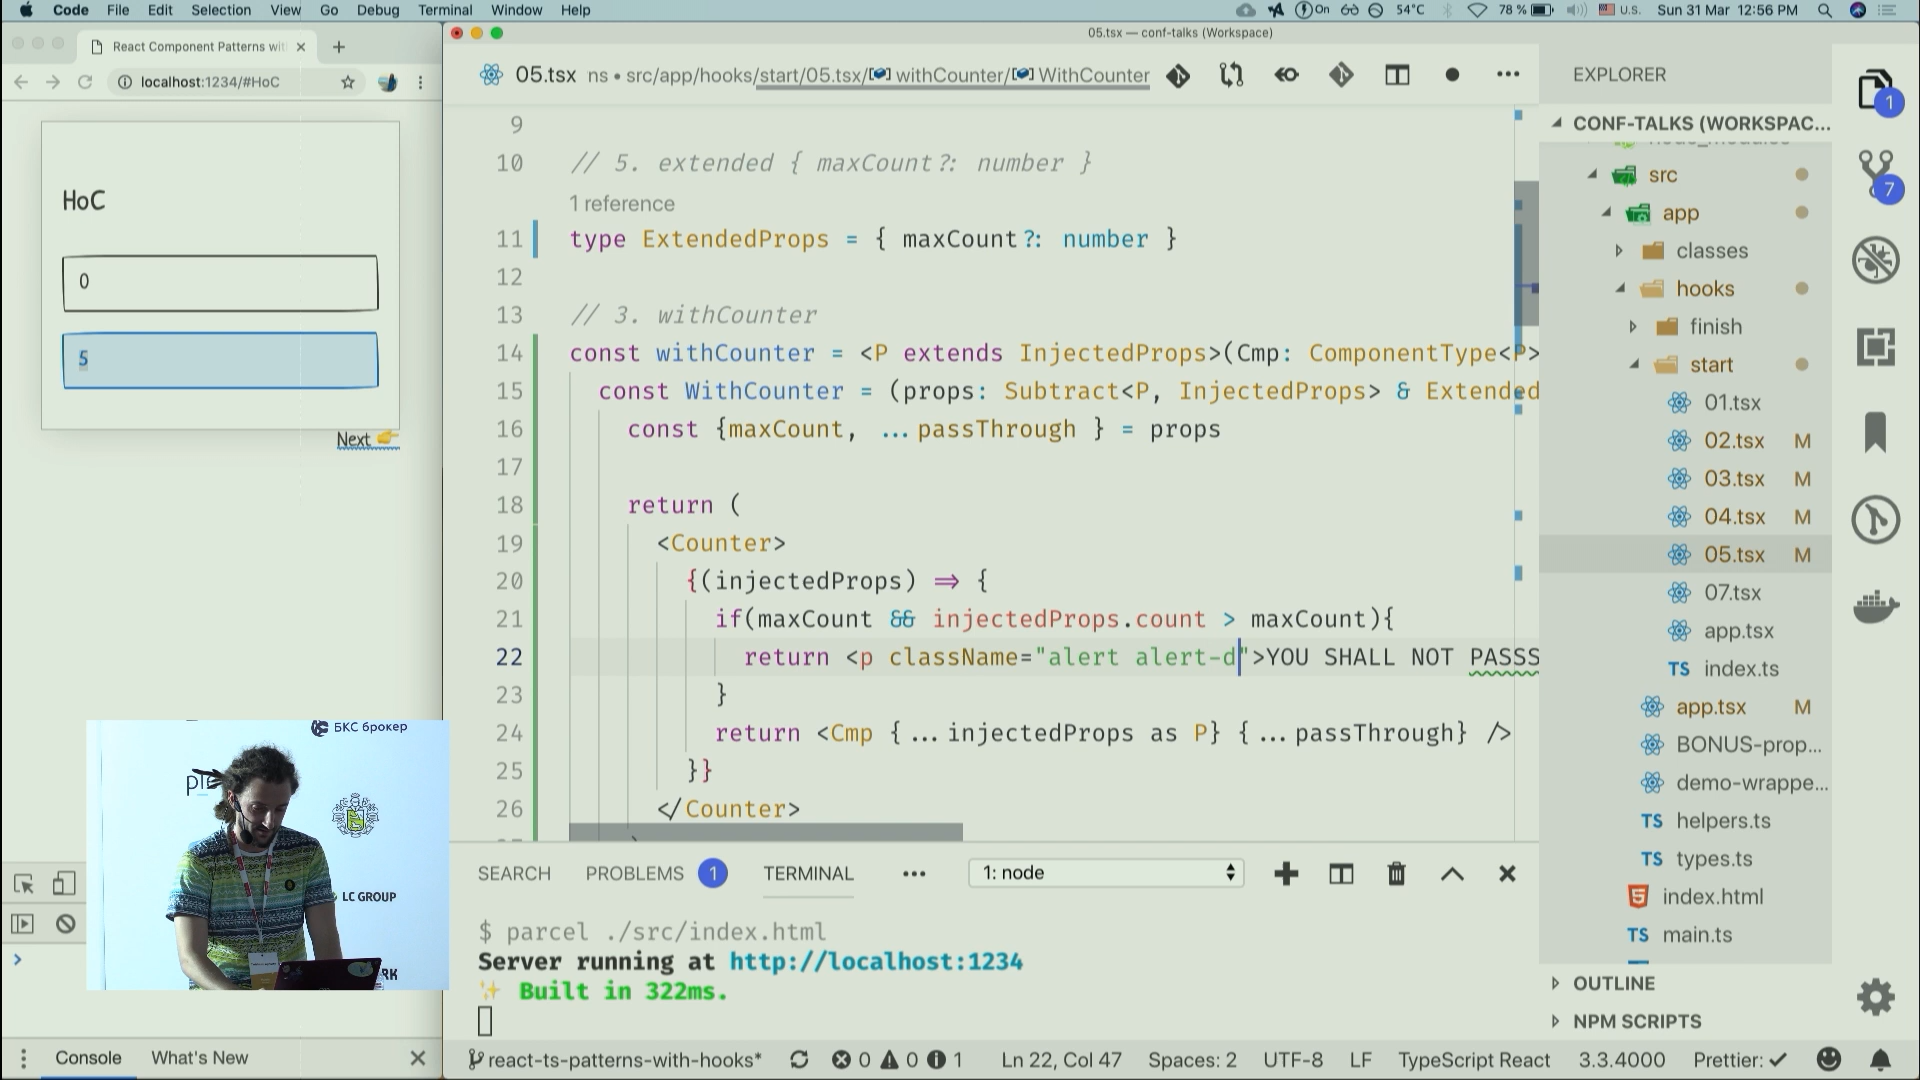 Code File Edit Selection View Go Debug Terminal Window Help
On 54°C 78 % U.S. Sun 31 Mar 12:56 PM
React Component Patterns wit
localhost:1234/#HoC
HoC
0
5
Next 👉
Console What's New
БКС брокер
LC GROUP
05.tsx — conf-talks (Workspace)
05.tsx ns • src/app/hooks/start/05.tsx/ withCounter/ WithCounter
9
10 // 5. extended { maxCount?: number }
1 reference
11 type ExtendedProps = { maxCount?: number }
12
13 // 3. withCounter
14 const withCounter = <P extends InjectedProps>(Cmp: ComponentType<P>
15 const WithCounter = (props: Subtract<P, InjectedProps> & Extended
16 const {maxCount, ...passThrough } = props
17
18 return (
19 <Counter>
20 {(injectedProps) => {
21 if(maxCount && injectedProps.count > maxCount){
22 return <p className="alert alert-d">YOU SHALL NOT PASSS
23 }
24 return <Cmp {...injectedProps as P} {...passThrough} />
25 }}
26 </Counter>
SEARCH PROBLEMS 1 TERMINAL ••• 1: node
$ parcel ./src/index.html
Server running at http://localhost:1234
✨ Built in 322ms.
react-ts-patterns-with-hooks* 0 0 1 Ln 22, Col 47 Spaces: 2 UTF-8 LF TypeScript React 3.3.4000 Prettier: ✓
EXPLORER
CONF-TALKS (WORKSPAC...
src
app
classes
hooks
finish
start
01.tsx
02.tsx M
03.tsx M
04.tsx M
05.tsx M
07.tsx
app.tsx
TS index.ts
app.tsx M
BONUS-prop...
demo-wrappe...
TS helpers.ts
TS types.ts
index.html
TS main.ts
OUTLINE
NPM SCRIPTS
1
7